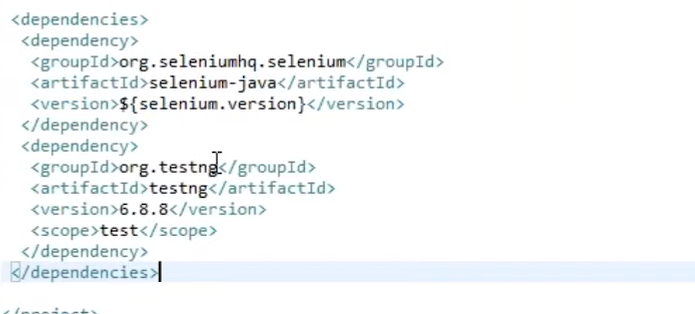 <dependencies>
<dependency>
<groupId>org.seleniumhq.selenium</groupId>
<artifactId>selenium-java</artifactId>
<version>${selenium.version}</version>
</dependency>
<dependency>
<groupId>org.testng</groupId>
<artifactId>testng</artifactId>
<version>6.8.8</version>
<scope>test</scope>
</dependency>
</dependencies>
</project>